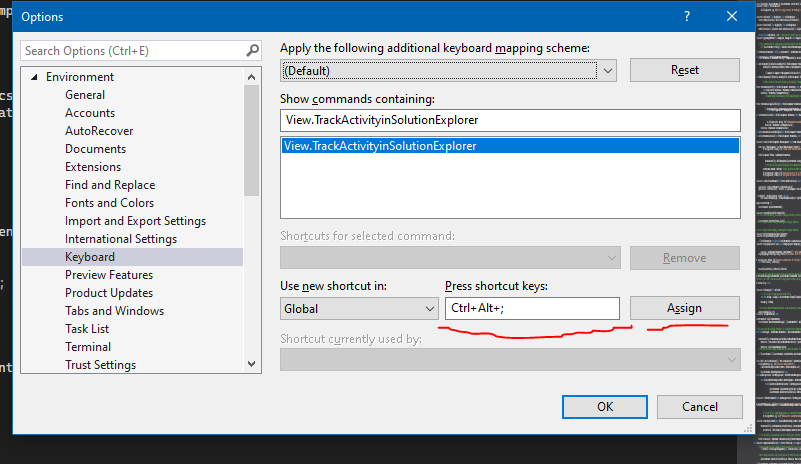 Options
?
Search Options (Ctrl+E)
Environment
General
Accounts
AutoRecover
Documents
Extensions
Find and Replace
Fonts and Colors
Import and Export Settings
International Settings
Keyboard
Preview Features
Product Updates
Tabs and Windows
Task List
Terminal
Trust Settings
Apply the following additional keyboard mapping scheme:
(Default)
Reset
Show commands containing:
View.TrackActivityinSolutionExplorer
View.TrackActivityinSolutionExplorer
Shortcuts for selected command:
Remove
Use new shortcut in:
Press shortcut keys:
Global
Ctrl+Alt+;
Assign
Shortcut currently used by:
OK
Cancel